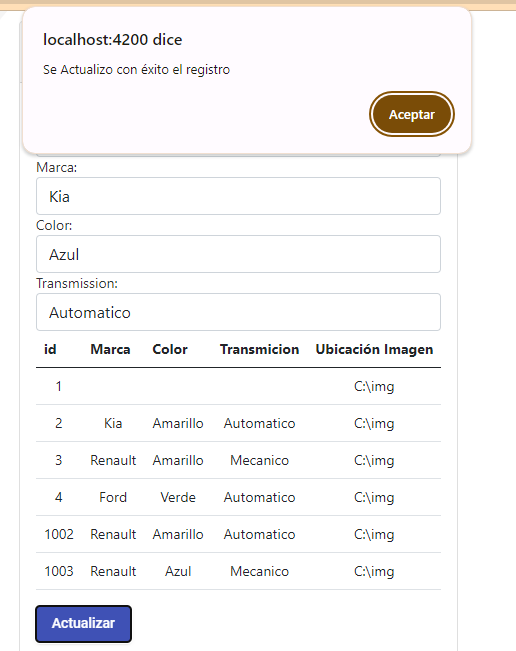 localhost:4200 dice
Se Actualizo con éxito el registro
Aceptar
Marca:
Kia
Color:
Azul
Transmission:
Automatico
id Marca Color Transmicion Ubicación Imagen
1 C:\img
2 Kia Amarillo Automatico C:\img
3 Renault Amarillo Mecanico C:\img
4 Ford Verde Automatico C:\img
1002 Renault Amarillo Automatico C:\img
1003 Renault Azul Mecanico C:\img
Actualizar